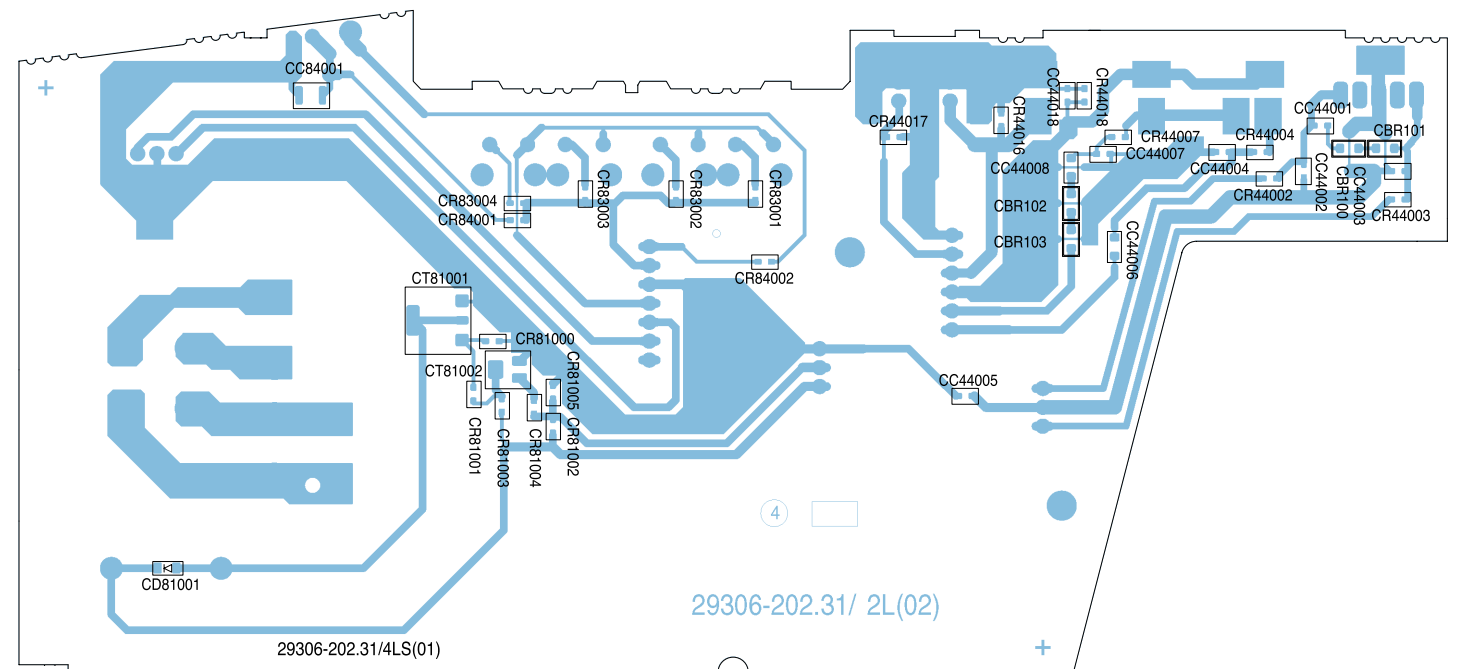 CC84001
CC44018
CR44018
CR44016
CR44017
CC44001
CBR101
CR44007
CR44004
CC44007
CC44008
CC44004
CR44002
CC44002
CBR100
CC44003
CR44003
CR83004
CR84001
CR83003
CR83002
CR83001
CBR102
CBR103
CC44006
CR84002
CT81001
CR81000
CT81002
CR81005
CC44005
CR81001
CR81003
CR81004
CR81002
4
CD81001
29306-202.31/ 2L(02)
29306-202.31/4LS(01)